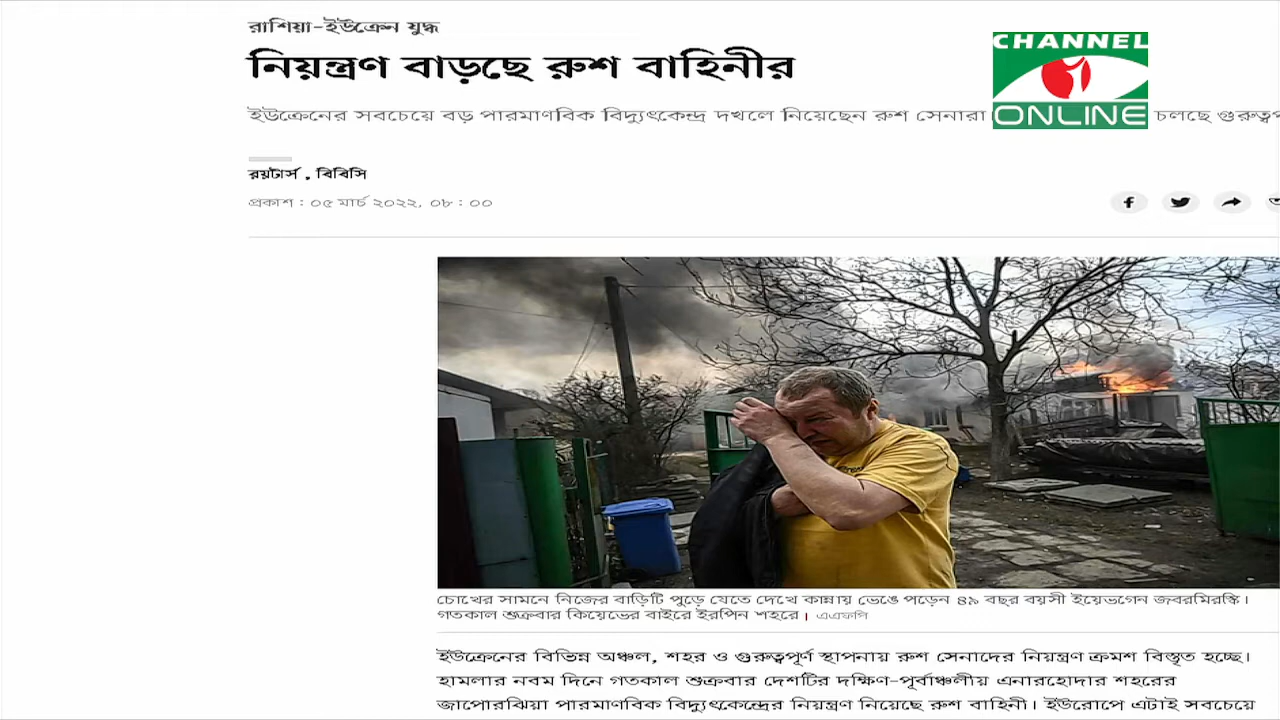 রাশিয়া-ইউক্রেন যুদ্ধ
নিয়ন্ত্রণ বাড়ছে রুশ বাহিনীর
CHANNEL
i
ONLINE
ইউক্রেনের সবচেয়ে বড় পারমাণবিক বিদ্যুৎকেন্দ্র দখলে নিয়েছেন রুশ সেনারা চলছে
রয়টার্স , বিবিসি
প্রকাশ : ০৫ মার্চ ২০২২, ০৮ : ০০
চোখের সামনে নিজের বাড়িটি পুড়ে যেতে দেখে কান্নায় ভেঙে পড়েন ৪৯ বছর বয়সী ইয়েভগেন জবরমিরস্কি।
গতকাল শুক্রবার কিয়েভের বাইরে ইরপিন শহরে। এএফপি
ইউক্রেনের বিভিন্ন অঞ্চল, শহর ও গুরুত্বপূর্ণ স্থাপনায় রুশ সেনাদের নিয়ন্ত্রণ ক্রমশ বিস্তৃত হচ্ছে।
হামলার নবম দিনে গতকাল শুক্রবার দেশটির দক্ষিণ-পূর্বাঞ্চলীয় এনারহোদার শহরের
জাপোরঝিয়া পারমাণবিক বিদ্যুৎকেন্দ্রের নিয়ন্ত্রণ নিয়েছে রুশ বাহিনী। ইউরোপে এটাই সবচেয়ে